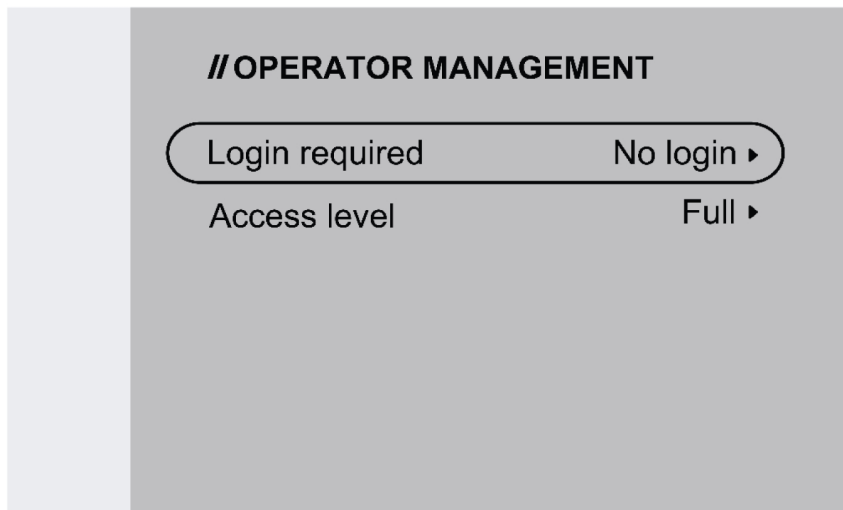 // OPERATOR MANAGEMENT
Login required No login ▸
Access level Full ▸